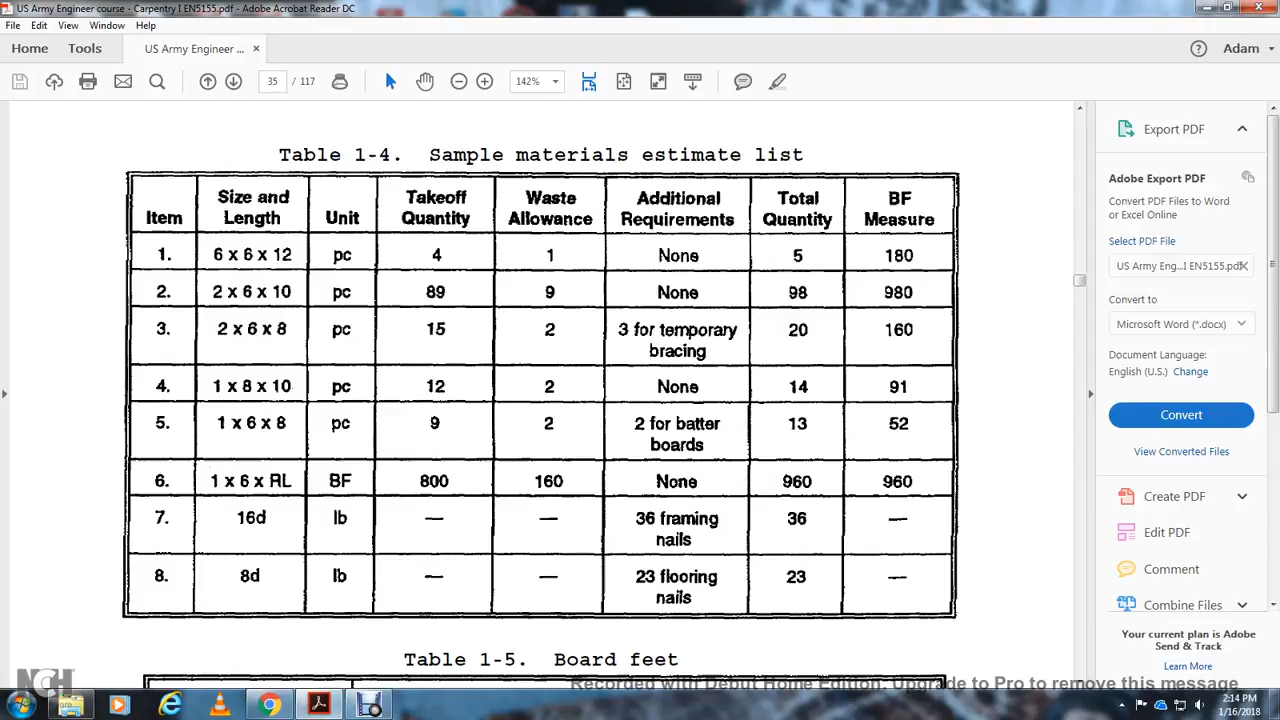 US Army Engineer course - Carpentry I EN5155.pdf - Adobe Acrobat Reader DC
File Edit View Window Help
Home Tools US Army Engineer ... × Adam
35 / 117 142%
Table 1-4. Sample materials estimate list
Item Size and Length Unit Takeoff Quantity Waste Allowance Additional Requirements Total Quantity BF Measure
1. 6 x 6 x 12 pc 4 1 None 5 180
2. 2 x 6 x 10 pc 89 9 None 98 980
3. 2 x 6 x 8 pc 15 2 3 for temporary bracing 20 160
4. 1 x 8 x 10 pc 12 2 None 14 91
5. 1 x 6 x 8 pc 9 2 2 for batter boards 13 52
6. 1 x 6 x RL BF 800 160 None 960 960
7. 16d lb — — 36 framing nails 36 —
8. 8d lb — — 23 flooring nails 23 —
Table 1-5. Board feet
Export PDF
Adobe Export PDF
Convert PDF Files to Word
or Excel Online
Select PDF File
US Army Eng...I EN5155.pdf
Convert to
Microsoft Word (*.docx)
Document Language:
English (U.S.) Change
Convert
View Converted Files
Create PDF
Edit PDF
Comment
Combine Files
Your current plan is Adobe
Send & Track
Learn More
Recorded with Debut Home Edition. Upgrade to Pro to remove this message
NCH
2:14 PM
1/16/2018